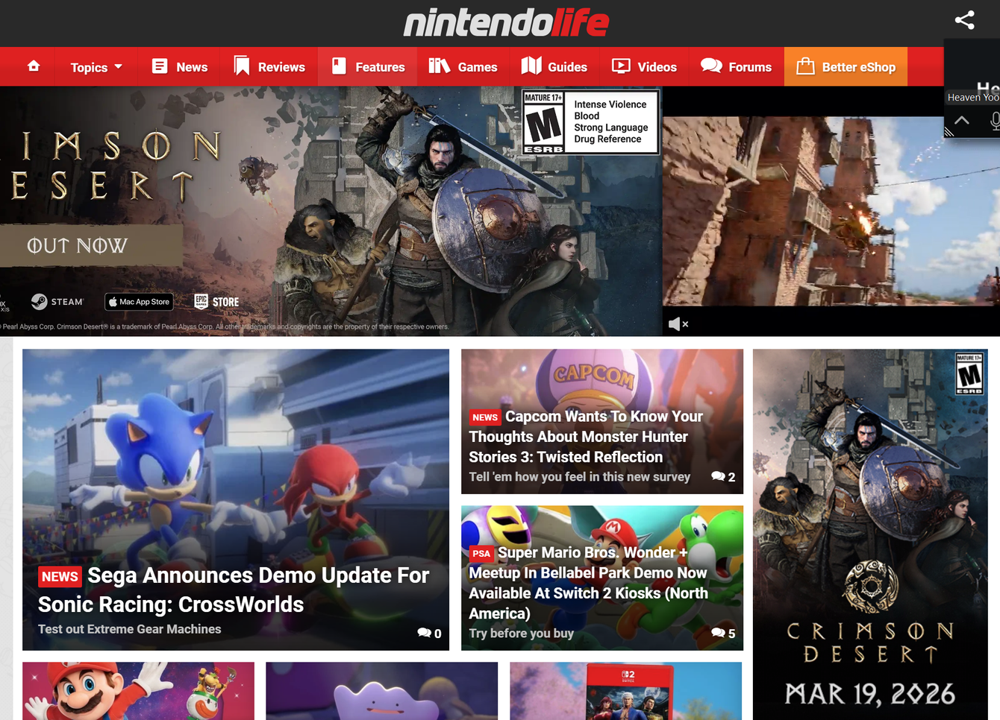 nintendolife
Topics
News
Reviews
Features
Games
Guides
Videos
Forums
Better eShop
Heaven Yoo
IMSON
ESERT
OUT NOW
STEAM
Mac App Store
EPIC GAMES STORE
Pearl Abyss Corp. Crimson Desert® is a trademark of Pearl Abyss Corp. All other trademarks and copyrights are the property of their respective owners.
MATURE 17+
M
ESRB
Intense Violence
Blood
Strong Language
Drug Reference
NEWS Sega Announces Demo Update For
Sonic Racing: CrossWorlds
Test out Extreme Gear Machines
0
CAPCOM
NEWS Capcom Wants To Know Your
Thoughts About Monster Hunter
Stories 3: Twisted Reflection
Tell 'em how you feel in this new survey
2
PSA Super Mario Bros. Wonder +
Meetup In Bellabel Park Demo Now
Available At Switch 2 Kiosks (North
America)
Try before you buy
5
MATURE 17+
M
ESRB
CRIMSON
DESERT
MAR 19, 2026
2